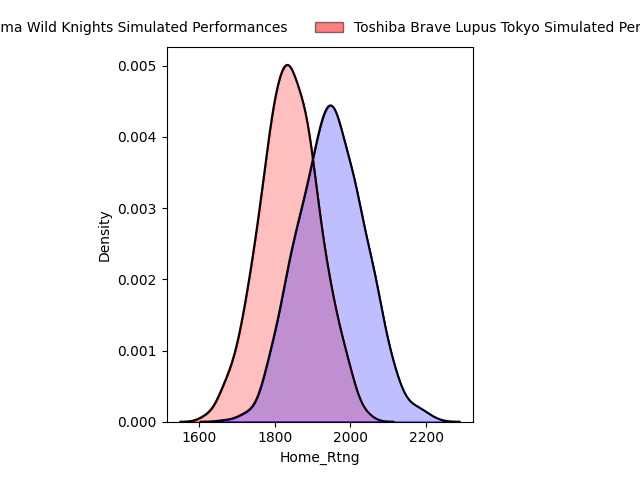 ma Wild Knights Simulated Performances
Toshiba Brave Lupus Tokyo Simulated Per
0.005
0.004
0.003
0.002
0.001
0.000
Density
1600 1800 2000 2200
Home_Rtng